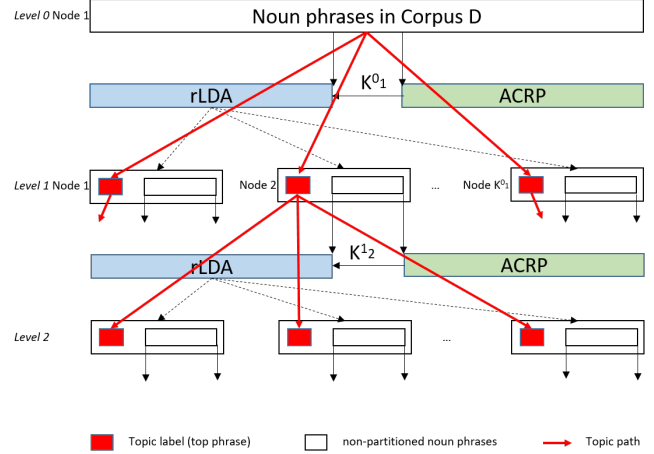 Level 0 Node 1 Noun phrases in Corpus D
K⁰₁
rLDA ACRP
Level 1 Node 1 Node 2 ... Node K⁰₁
K¹₂
rLDA ACRP
Level 2 ...
Topic label (top phrase) non-partitioned noun phrases Topic path